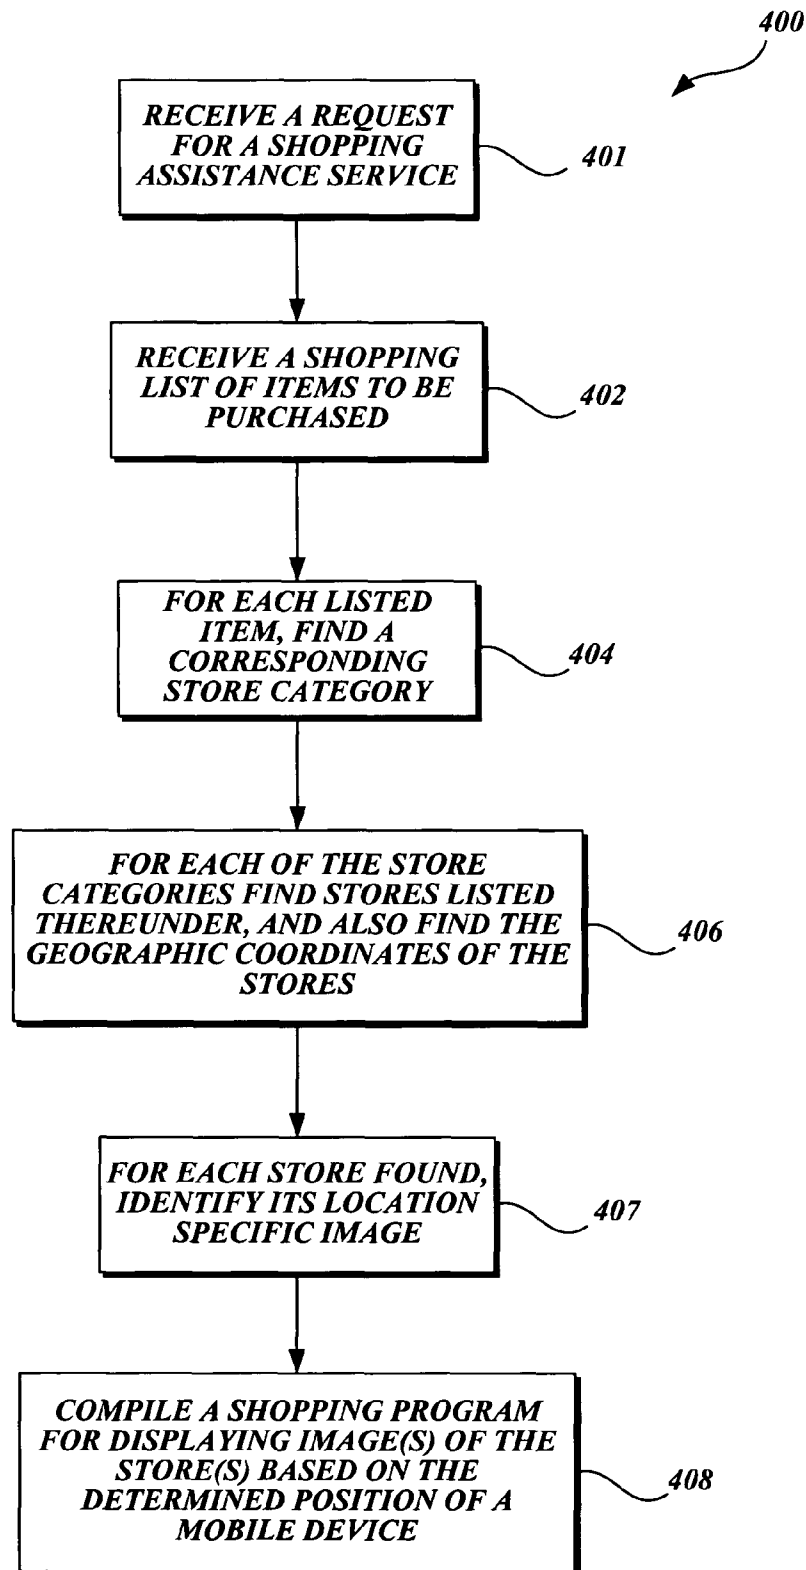 400
RECEIVE A REQUEST
FOR A SHOPPING
ASSISTANCE SERVICE
401
RECEIVE A SHOPPING
LIST OF ITEMS TO BE
PURCHASED
402
FOR EACH LISTED
ITEM, FIND A
CORRESPONDING
STORE CATEGORY
404
FOR EACH OF THE STORE
CATEGORIES FIND STORES LISTED
THEREUNDER, AND ALSO FIND THE
GEOGRAPHIC COORDINATES OF THE
STORES
406
FOR EACH STORE FOUND,
IDENTIFY ITS LOCATION
SPECIFIC IMAGE
407
COMPILE A SHOPPING PROGRAM
FOR DISPLAYING IMAGE(S) OF THE
STORE(S) BASED ON THE
DETERMINED POSITION OF A
MOBILE DEVICE
408